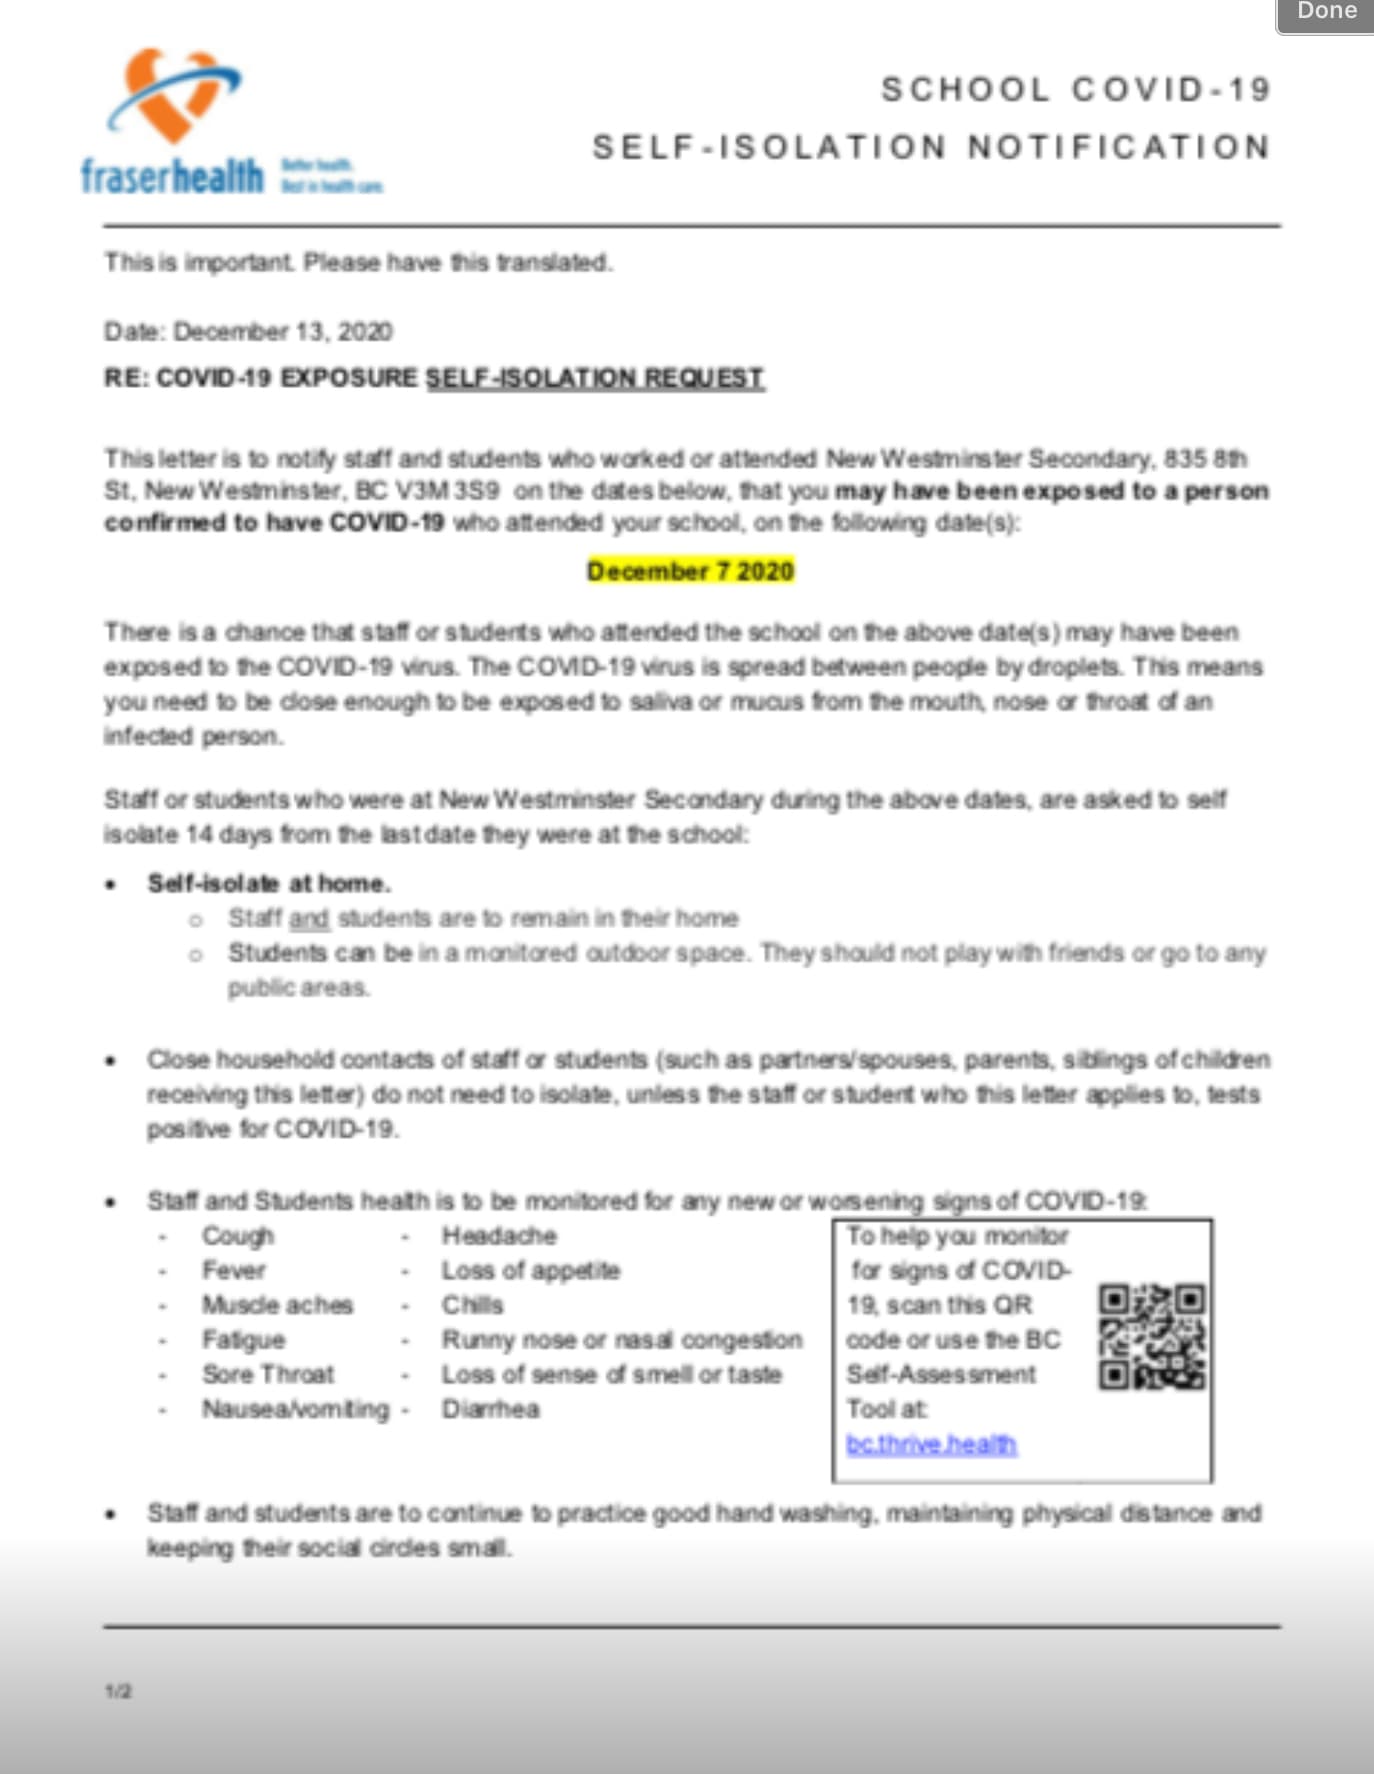 Done
SCHOOL COVID-19
SELF-ISOLATION NOTIFICATION
fraserhealth
Better health.
Best in health care.
This is important. Please have this translated.
Date: December 13, 2020
RE: COVID-19 EXPOSURE SELF-ISOLATION REQUEST
This letter is to notify staff and students who worked or attended New Westminster Secondary, 835 8th
St, New Westminster, BC V3M 3S9 on the dates below, that you may have been exposed to a person
confirmed to have COVID-19 who attended your school, on the following date(s):
December 7 2020
There is a chance that staff or students who attended the school on the above date(s) may have been
exposed to the COVID-19 virus. The COVID-19 virus is spread between people by droplets. This means
you need to be close enough to be exposed to saliva or mucus from the mouth, nose or throat of an
infected person.
Staff or students who were at New Westminster Secondary during the above dates, are asked to self
isolate 14 days from the last date they were at the school:
• Self-isolate at home.
o Staff and students are to remain in their home
o Students can be in a monitored outdoor space. They should not play with friends or go to any
public areas.
• Close household contacts of staff or students (such as partners/spouses, parents, siblings of children
receiving this letter) do not need to isolate, unless the staff or student who this letter applies to, tests
positive for COVID-19.
• Staff and Students health is to be monitored for any new or worsening signs of COVID-19:
- Cough - Headache
- Fever - Loss of appetite
- Muscle aches - Chills
- Fatigue - Runny nose or nasal congestion
- Sore Throat - Loss of sense of smell or taste
- Nausea/vomiting - Diarrhea
To help you monitor
for signs of COVID-
19, scan this QR
code or use the BC
Self-Assessment
Tool at:
bc.thrive.health
• Staff and students are to continue to practice good hand washing, maintaining physical distance and
keeping their social circles small.
1/2